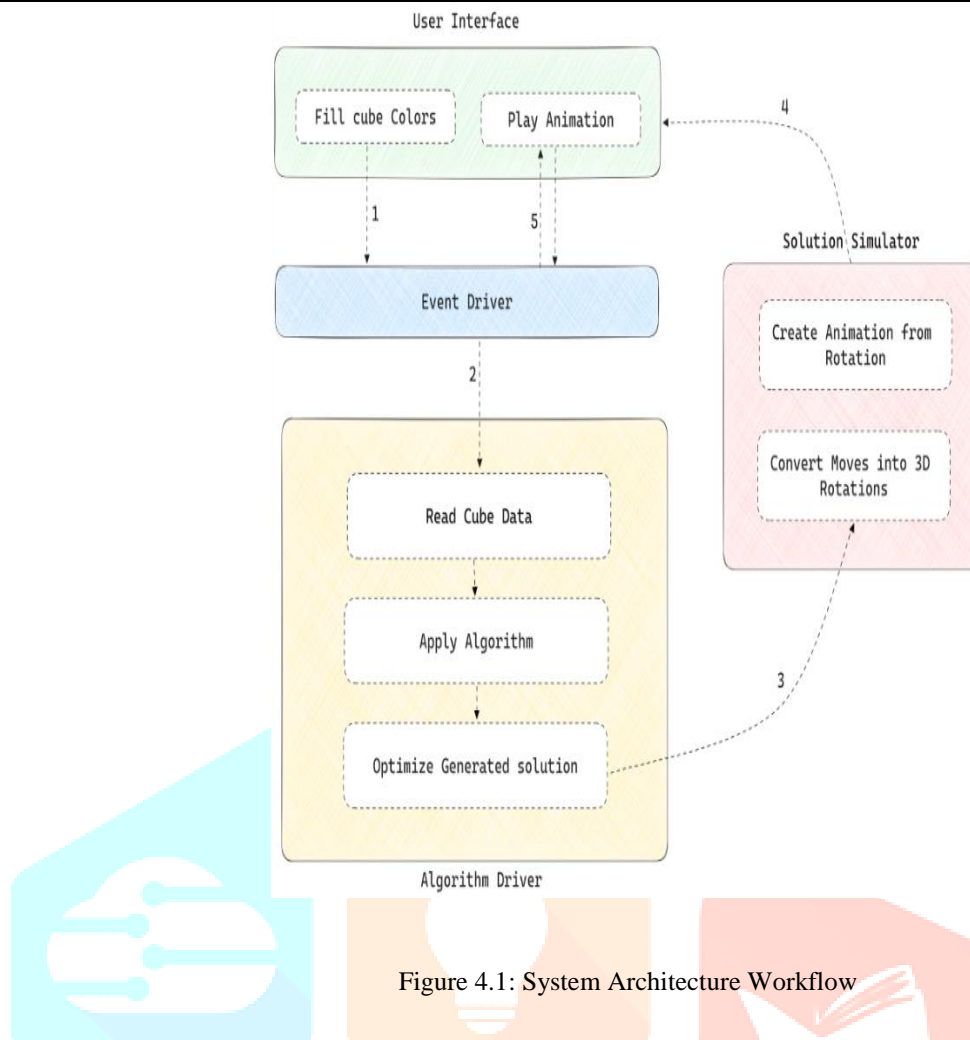 User Interface
Fill cube Colors
Play Animation
4
1
5
Solution Simulator
Event Driver
Create Animation from
Rotation
2
Convert Moves into 3D
Rotations
Read Cube Data
Apply Algorithm
3
Optimize Generated solution
Algorithm Driver
Figure 4.1: System Architecture Workflow